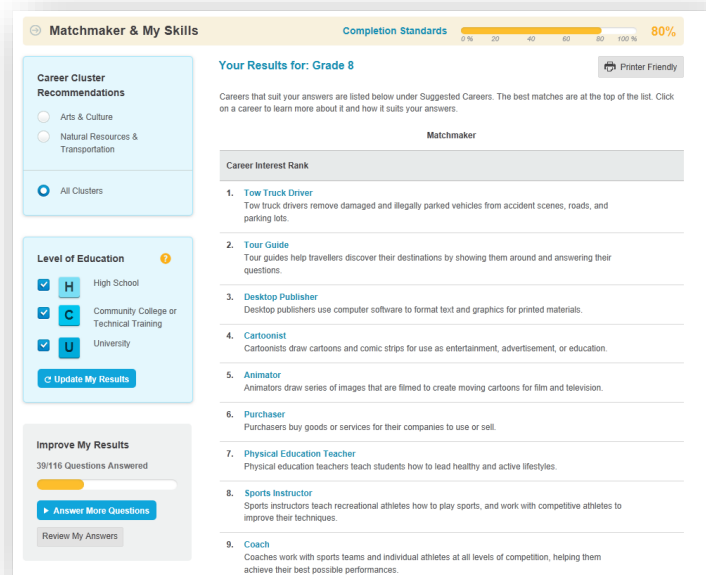 Matchmaker & My Skills
Completion Standards
0 % 20 40 60 80 100 %
80%
Career Cluster
Recommendations
Arts & Culture
Natural Resources &
Transportation
All Clusters
Level of Education ?
H High School
C Community College or
Technical Training
U University
Update My Results
Improve My Results
39/116 Questions Answered
Answer More Questions
Review My Answers
Your Results for: Grade 8
Printer Friendly
Careers that suit your answers are listed below under Suggested Careers. The best matches are at the top of the list. Click
on a career to learn more about it and how it suits your answers.
Matchmaker
Career Interest Rank
1. Tow Truck Driver
Tow truck drivers remove damaged and illegally parked vehicles from accident scenes, roads, and
parking lots.
2. Tour Guide
Tour guides help travellers discover their destinations by showing them around and answering their
questions.
3. Desktop Publisher
Desktop publishers use computer software to format text and graphics for printed materials.
4. Cartoonist
Cartoonists draw cartoons and comic strips for use as entertainment, advertisement, or education.
5. Animator
Animators draw series of images that are filmed to create moving cartoons for film and television.
6. Purchaser
Purchasers buy goods or services for their companies to use or sell.
7. Physical Education Teacher
Physical education teachers teach students how to lead healthy and active lifestyles.
8. Sports Instructor
Sports instructors teach recreational athletes how to play sports, and work with competitive athletes to
improve their techniques.
9. Coach
Coaches work with sports teams and individual athletes at all levels of competition, helping them
achieve their best possible performances.